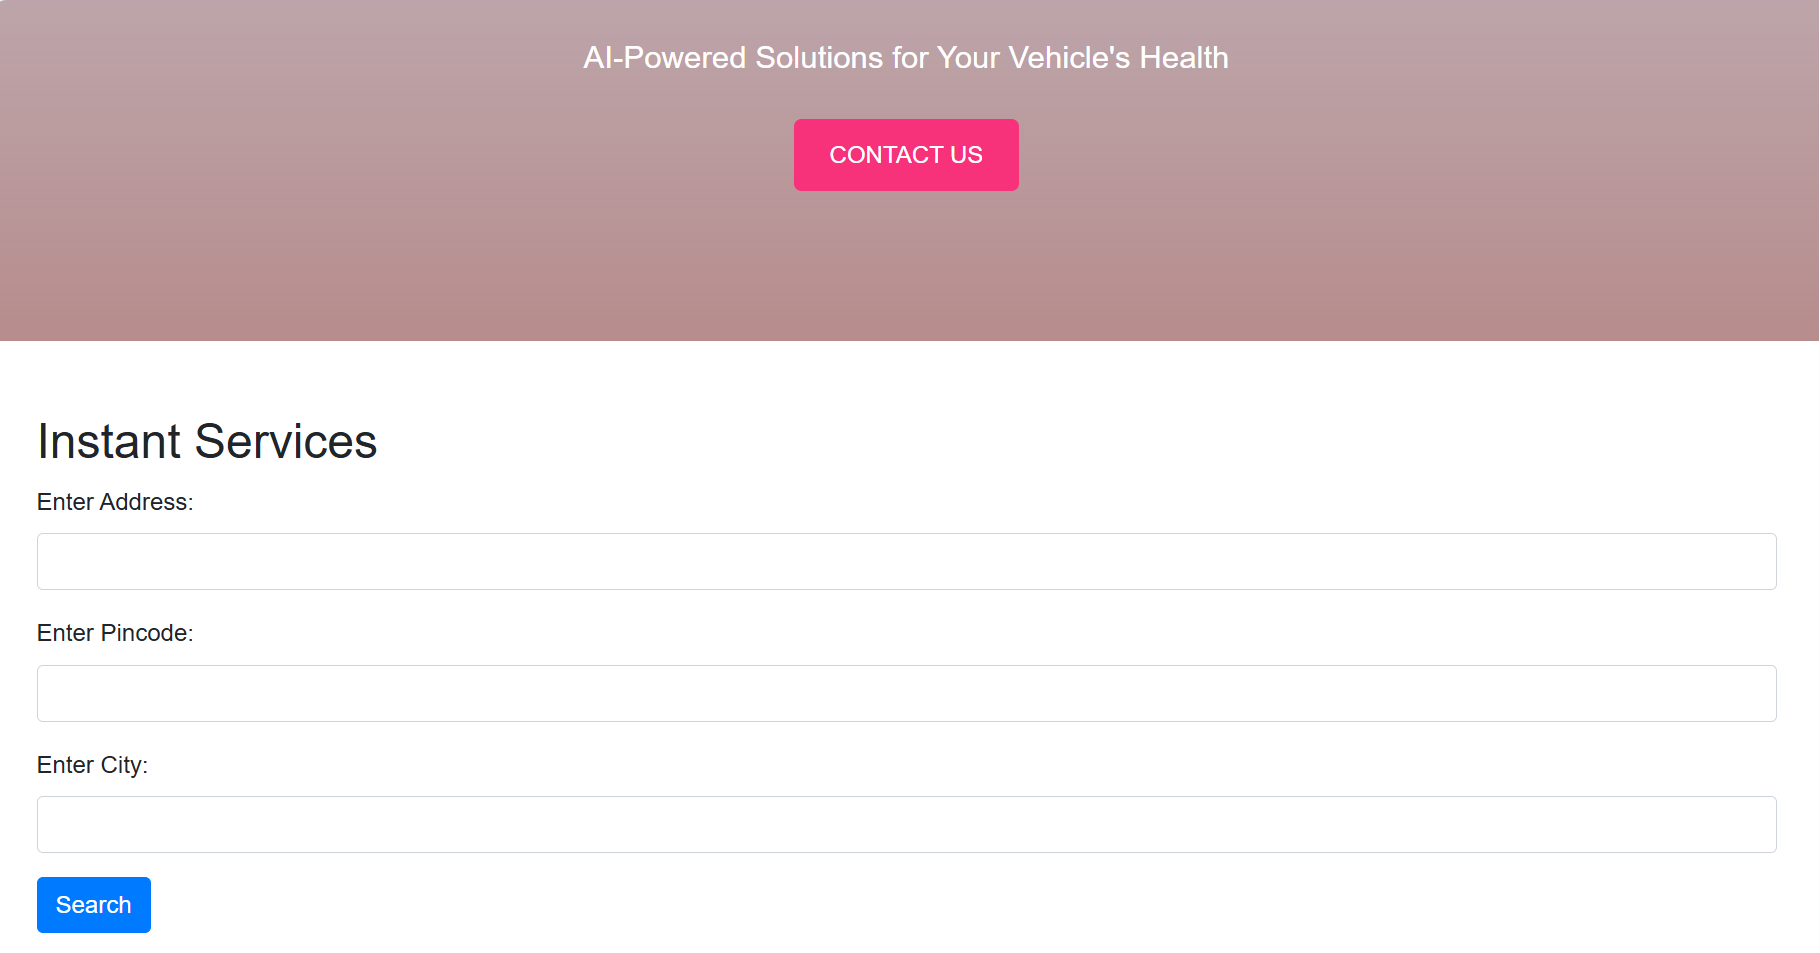 AI-Powered Solutions for Your Vehicle's Health
CONTACT US
Instant Services
Enter Address:
Enter Pincode:
Enter City:
Search